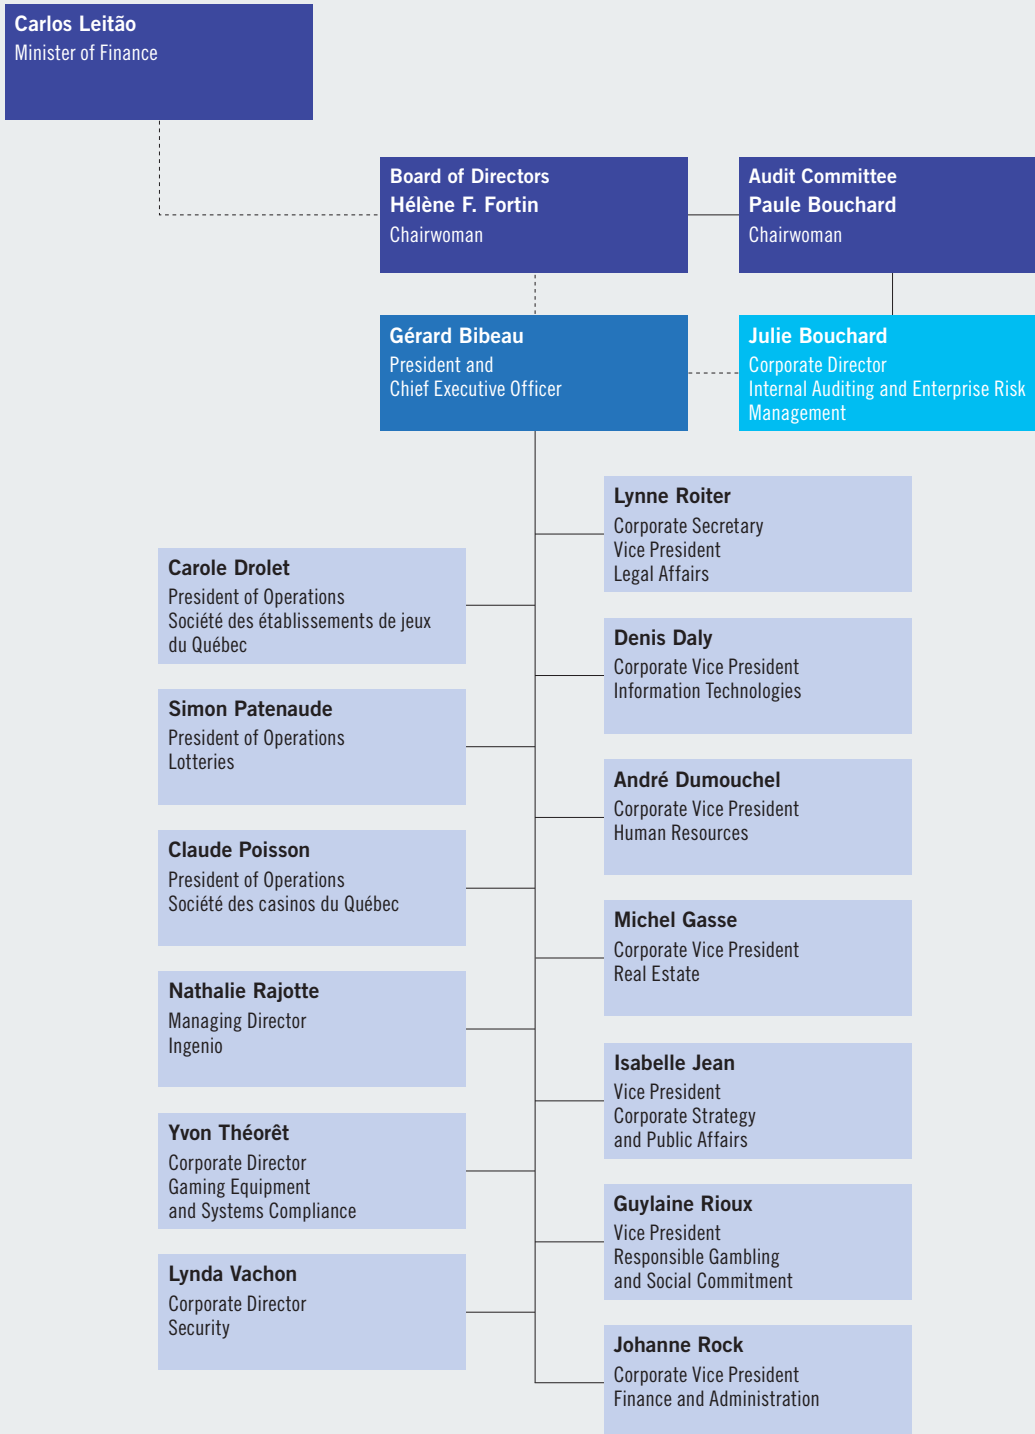 Carlos Leitão
Minister of Finance
Board of Directors
Hélène F. Fortin
Chairwoman
Audit Committee
Paule Bouchard
Chairwoman
Gérard Bibeau
President and
Chief Executive Officer
Julie Bouchard
Corporate Director
Internal Auditing and Enterprise Risk
Management
Lynne Roiter
Corporate Secretary
Vice President
Legal Affairs
Carole Drolet
President of Operations
Société des établissements de jeux
du Québec
Denis Daly
Corporate Vice President
Information Technologies
Simon Patenaude
President of Operations
Lotteries
André Dumouchel
Corporate Vice President
Human Resources
Claude Poisson
President of Operations
Société des casinos du Québec
Michel Gasse
Corporate Vice President
Real Estate
Nathalie Rajotte
Managing Director
Ingenio
Isabelle Jean
Vice President
Corporate Strategy
and Public Affairs
Yvon Théorêt
Corporate Director
Gaming Equipment
and Systems Compliance
Guylaine Rioux
Vice President
Responsible Gambling
and Social Commitment
Lynda Vachon
Corporate Director
Security
Johanne Rock
Corporate Vice President
Finance and Administration